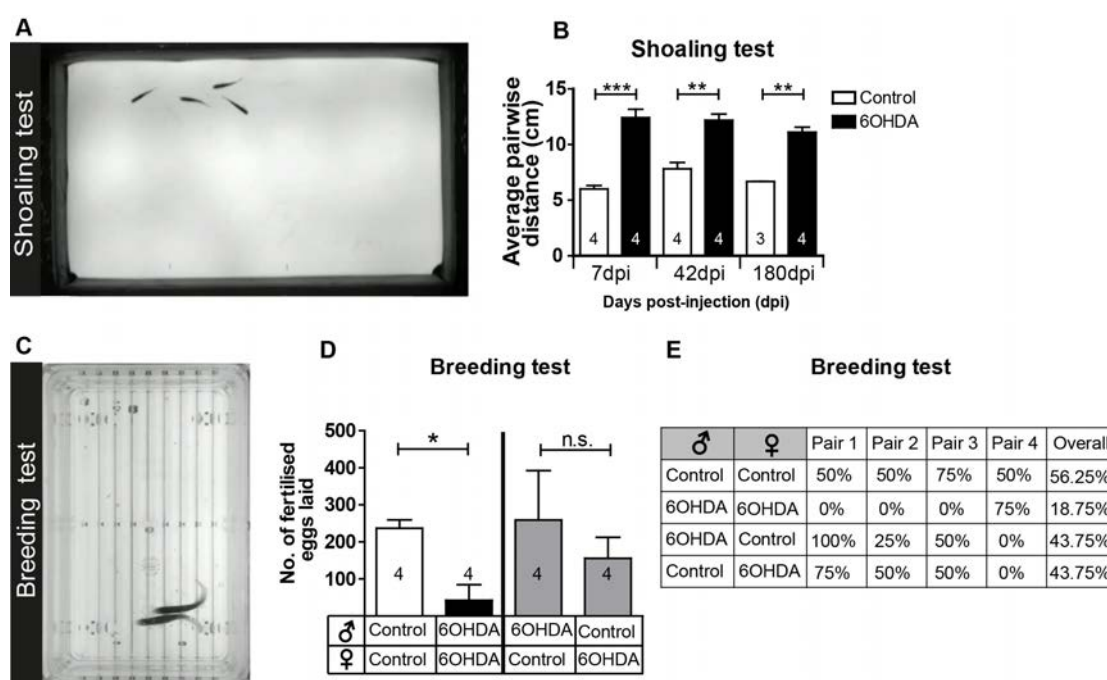 A
Shoaling test
B
Shoaling test
Average pairwise
distance (cm)
15
10
5
0
***
**
**
Control
6OHDA
4
4
4
4
3
4
7dpi
42dpi
180dpi
Days post-injection (dpi)
C
Breeding test
D
Breeding test
No. of fertilised
eggs laid
500
400
300
200
100
*
n.s.
4
4
4
4
♂ Control 6OHDA 6OHDA Control
♀ Control 6OHDA Control 6OHDA
E
Breeding test
♂ ♀ Pair 1 Pair 2 Pair 3 Pair 4 Overall
Control Control 50% 50% 75% 50% 56.25%
6OHDA 6OHDA 0% 0% 0% 75% 18.75%
6OHDA Control 100% 25% 50% 0% 43.75%
Control 6OHDA 75% 50% 50% 0% 43.75%